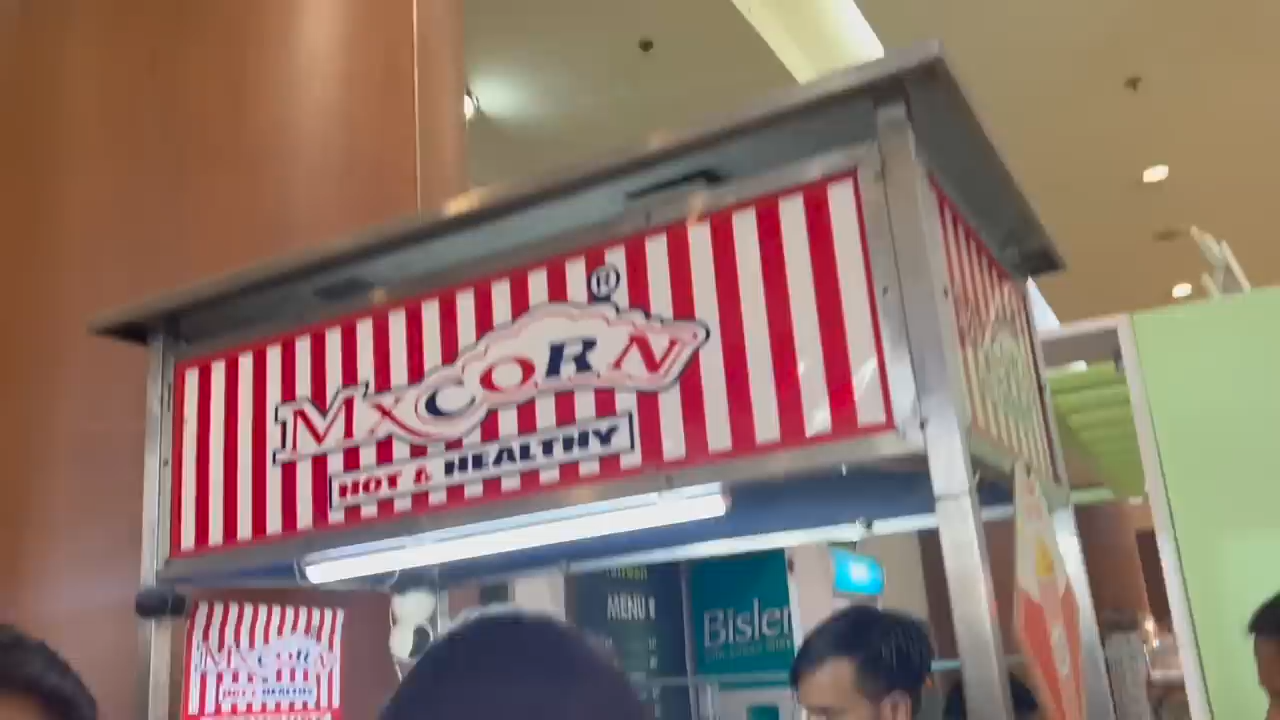 ®
MxCORN
HOT & HEALTHY
MENU
Bisler
MxCORN
HOT & HEALTHY